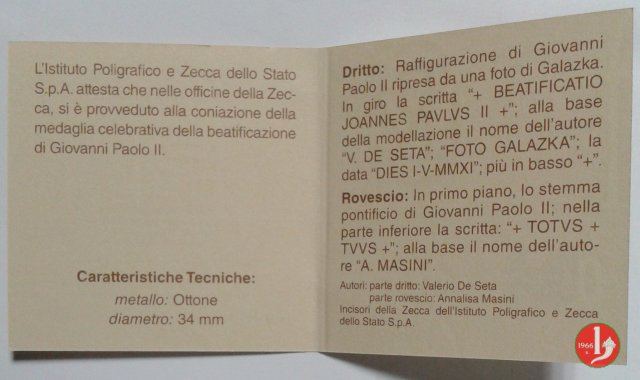 L'Istituto Poligrafico e Zecca dello Stato
S.p.A. attesta che nelle officine della Zec-
ca, si è provveduto alla coniazione della
medaglia celebrativa della beatificazione
di Giovanni Paolo II.
Caratteristiche Tecniche:
metallo: Ottone
diametro: 34 mm
Dritto: Raffigurazione di Giovanni
Paolo II ripresa da una foto di Galazka.
In giro la scritta "+ BEATIFICATIO
JOANNES PAVLVS II +"; alla base
della modellazione il nome dell'autore
"V. DE SETA"; "FOTO GALAZKA"; la
data "DIES I-V-MMXI"; più in basso "+".
Rovescio: In primo piano, lo stemma
pontificio di Giovanni Paolo II; nella
parte inferiore la scritta: "+ TOTVS +
TVVS +"; alla base il nome dell'auto-
re "A. MASINI".
Autori: parte dritto: Valerio De Seta
parte rovescio: Annalisa Masini
Incisori della Zecca dell'Istituto Poligrafico e Zecca
dello Stato S.p.A.
1966